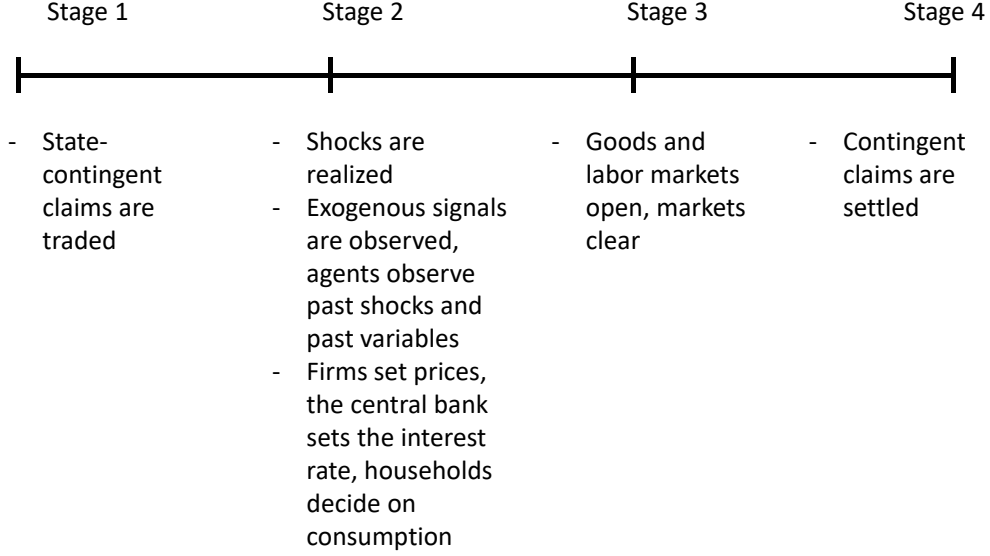 Stage 1
Stage 2
Stage 3
Stage 4
- State-
contingent
claims are
traded
- Shocks are
realized
- Exogenous signals
are observed,
agents observe
past shocks and
past variables
- Firms set prices,
the central bank
sets the interest
rate, households
decide on
consumption
- Goods and
labor markets
open, markets
clear
- Contingent
claims are
settled